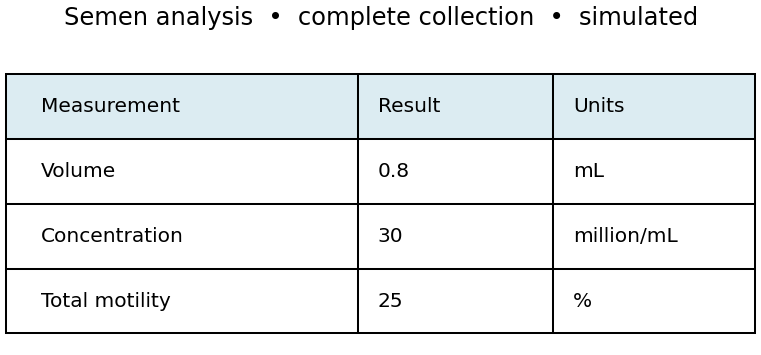 Semen analysis • complete collection • simulated
Measurement Result Units
Volume 0.8 mL
Concentration 30 million/mL
Total motility 25 %